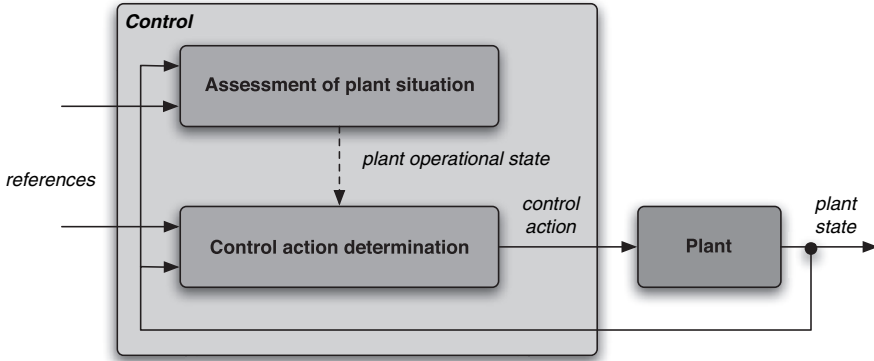 Control
Assessment of plant situation
plant operational state
references
control
action
plant
state
Control action determination
Plant